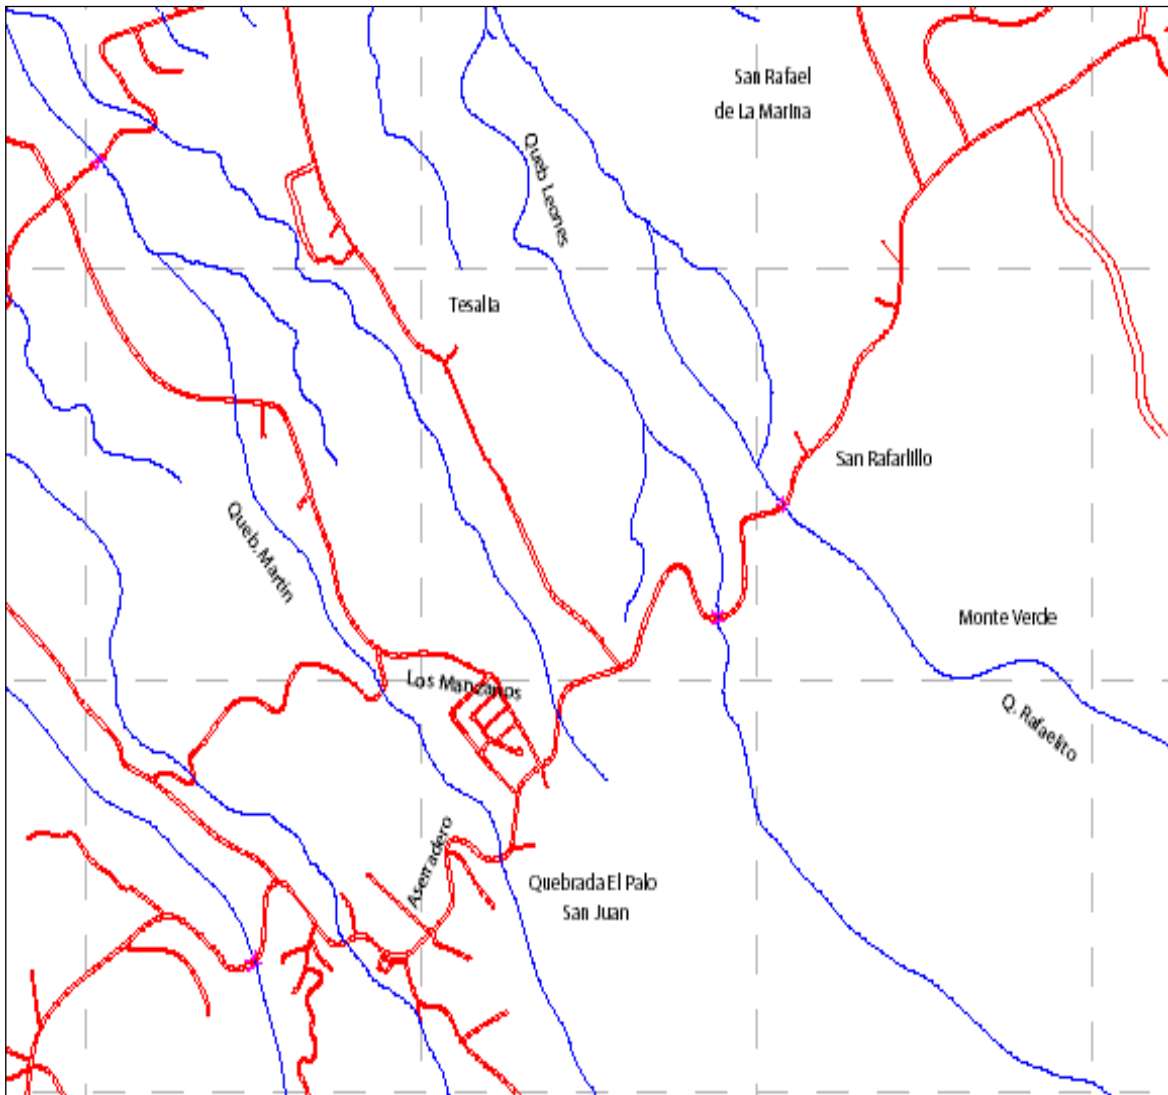 San Rafael
de La Marina
Queb. Leones
Tesalia
San Rafarlillo
Queb. Martin
Monte Verde
Los Manzanos
Q. Rafaelito
Aserradero
Quebrada El Palo
San Juan